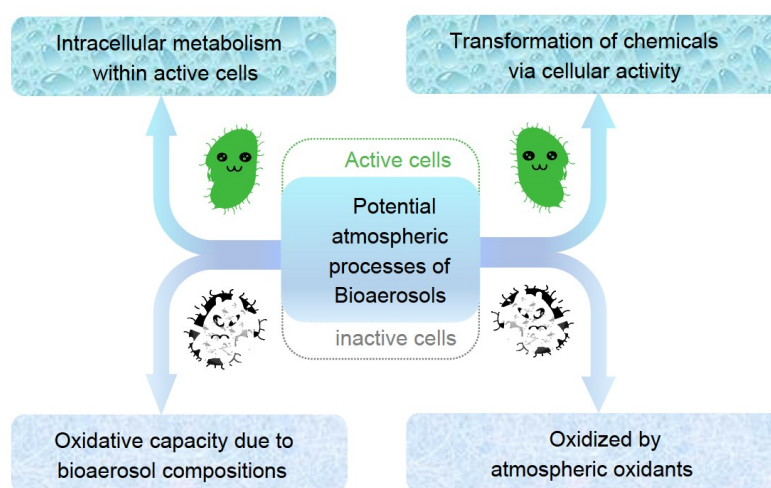 Intracellular metabolism
within active cells
Transformation of chemicals
via cellular activity
Active cells
Potential
atmospheric
processes of
Bioaerosols
inactive cells
Oxidative capacity due to
bioaerosol compositions
Oxidized by
atmospheric oxidants